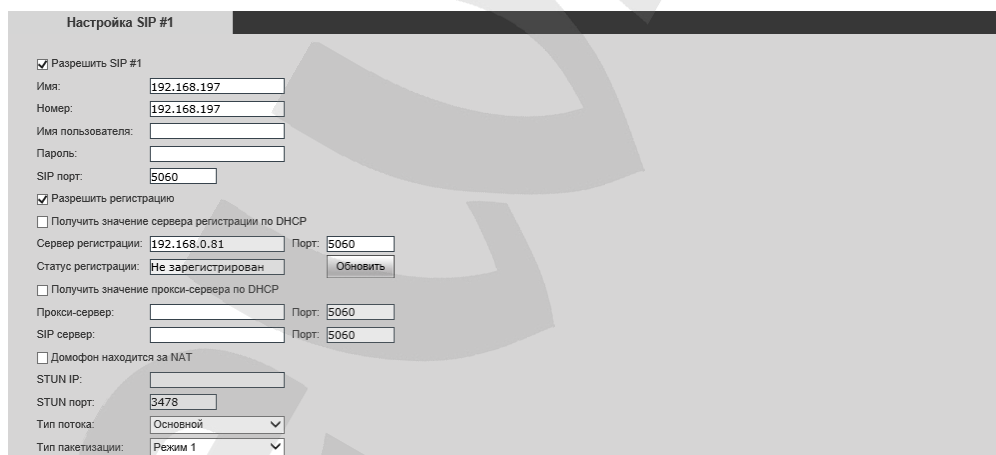 Настройка SIP #1
Разрешить SIP #1
Имя: 192.168.197
Номер: 192.168.197
Имя пользователя:
Пароль:
SIP порт: 5060
Разрешить регистрацию
Получить значение сервера регистрации по DHCP
Сервер регистрации: 192.168.0.81 Порт: 5060
Статус регистрации: Не зарегистрирован Обновить
Получить значение прокси-сервера по DHCP
Прокси-сервер: Порт: 5060
SIP сервер: Порт: 5060
Домофон находится за NAT
STUN IP:
STUN порт: 3478
Тип потока: Основной
Тип пакетизации: Режим 1